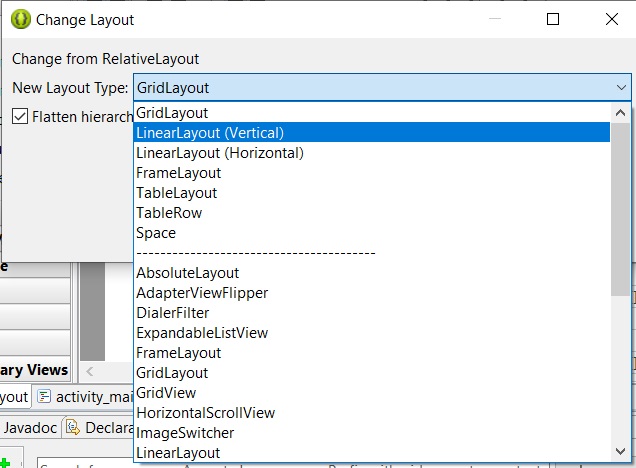 Change Layout
Change from RelativeLayout
New Layout Type: GridLayout
Flatten hierarch
GridLayout
LinearLayout (Vertical)
LinearLayout (Horizontal)
FrameLayout
TableLayout
TableRow
Space
----------------------------------------
AbsoluteLayout
AdapterViewFlipper
DialerFilter
ExpandableListView
FrameLayout
GridLayout
GridView
HorizontalScrollView
ImageSwitcher
LinearLayout
e
ary Views
yout
activity_mai
Javadoc
Declara